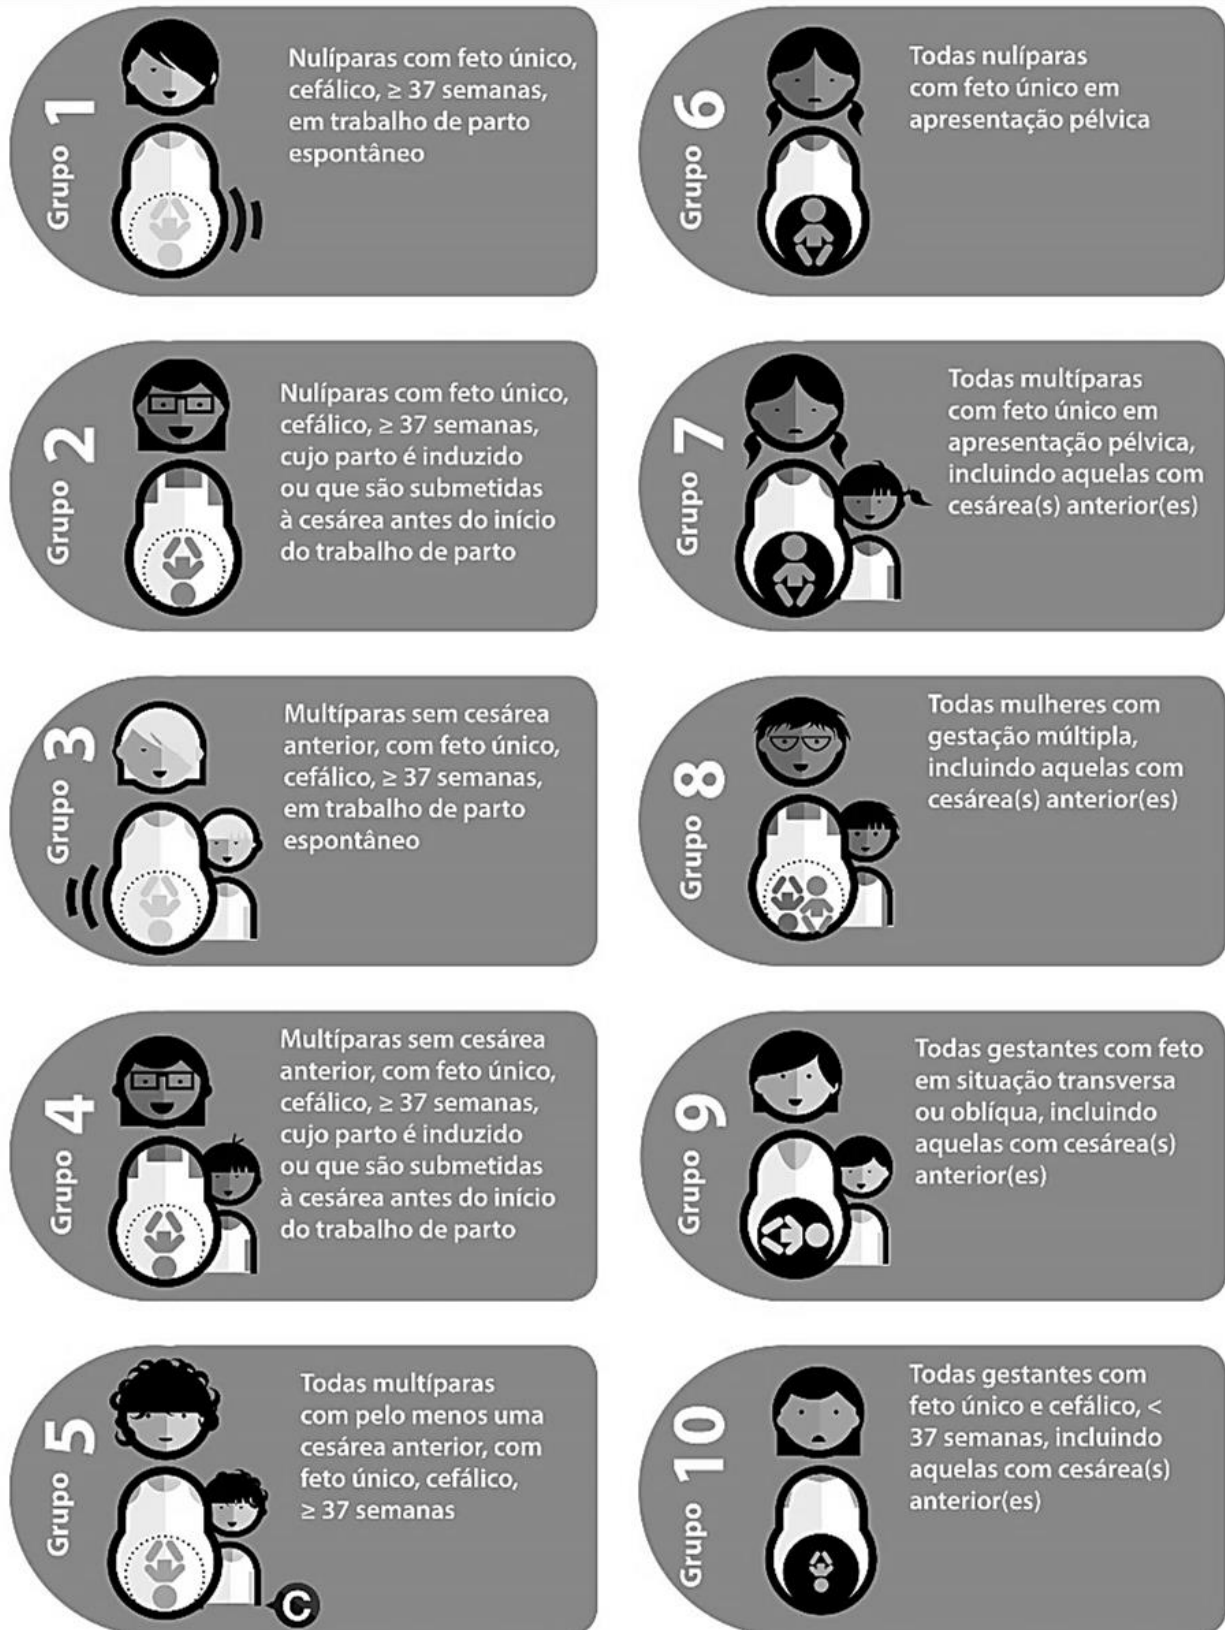 Grupo 1
Nulíparas com feto único,
cefálico, ≥ 37 semanas,
em trabalho de parto
espontâneo
Grupo 2
Nulíparas com feto único,
cefálico, ≥ 37 semanas,
cujo parto é induzido
ou que são submetidas
à cesárea antes do início
do trabalho de parto
Grupo 3
Multíparas sem cesárea
anterior, com feto único,
cefálico, ≥ 37 semanas,
em trabalho de parto
espontâneo
Grupo 4
Multíparas sem cesárea
anterior, com feto único,
cefálico, ≥ 37 semanas,
cujo parto é induzido
ou que são submetidas
à cesárea antes do início
do trabalho de parto
Grupo 5
Todas multíparas
com pelo menos uma
cesárea anterior, com
feto único, cefálico,
≥ 37 semanas
C
Grupo 6
Todas nulíparas
com feto único em
apresentação pélvica
Grupo 7
Todas multíparas
com feto único em
apresentação pélvica,
incluindo aquelas com
cesárea(s) anterior(es)
Grupo 8
Todas mulheres com
gestação múltipla,
incluindo aquelas com
cesárea(s) anterior(es)
Grupo 9
Todas gestantes com feto
em situação transversa
ou oblíqua, incluindo
aquelas com cesárea(s)
anterior(es)
Grupo 10
Todas gestantes com
feto único e cefálico, <
37 semanas, incluindo
aquelas com cesárea(s)
anterior(es)